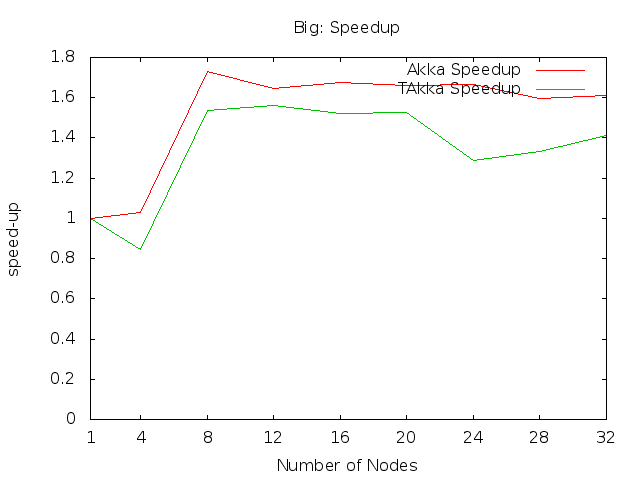 Big: Speedup
1.8
1.6
1.4
1.2
1
0.8
0.6
0.4
0.2
0
speed-up
Akka Speedup
TAkka Speedup
1 4 8 12 16 20 24 28 32
Number of Nodes